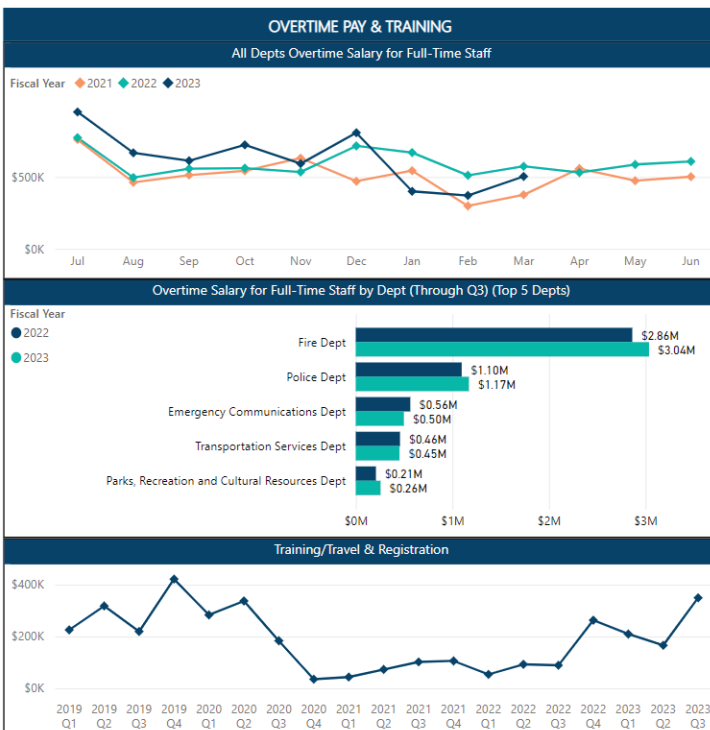 OVERTIME PAY & TRAINING
All Depts Overtime Salary for Full-Time Staff
Fiscal Year 2021 2022 2023
$500K
$0K
Jul Aug Sep Oct Nov Dec Jan Feb Mar Apr May Jun
Overtime Salary for Full-Time Staff by Dept (Through Q3) (Top 5 Depts)
Fiscal Year
2022
2023
Fire Dept
$2.86M
$3.04M
Police Dept
$1.10M
$1.17M
Emergency Communications Dept
$0.56M
$0.50M
Transportation Services Dept
$0.46M
$0.45M
Parks, Recreation and Cultural Resources Dept
$0.21M
$0.26M
$0M $1M $2M $3M
Training/Travel & Registration
$400K
$200K
$0K
2019 2019 2019 2019 2020 2020 2020 2020 2021 2021 2021 2021 2022 2022 2022 2022 2023 2023 2023
Q1 Q2 Q3 Q4 Q1 Q2 Q3 Q4 Q1 Q2 Q3 Q4 Q1 Q2 Q3 Q4 Q1 Q2 Q3